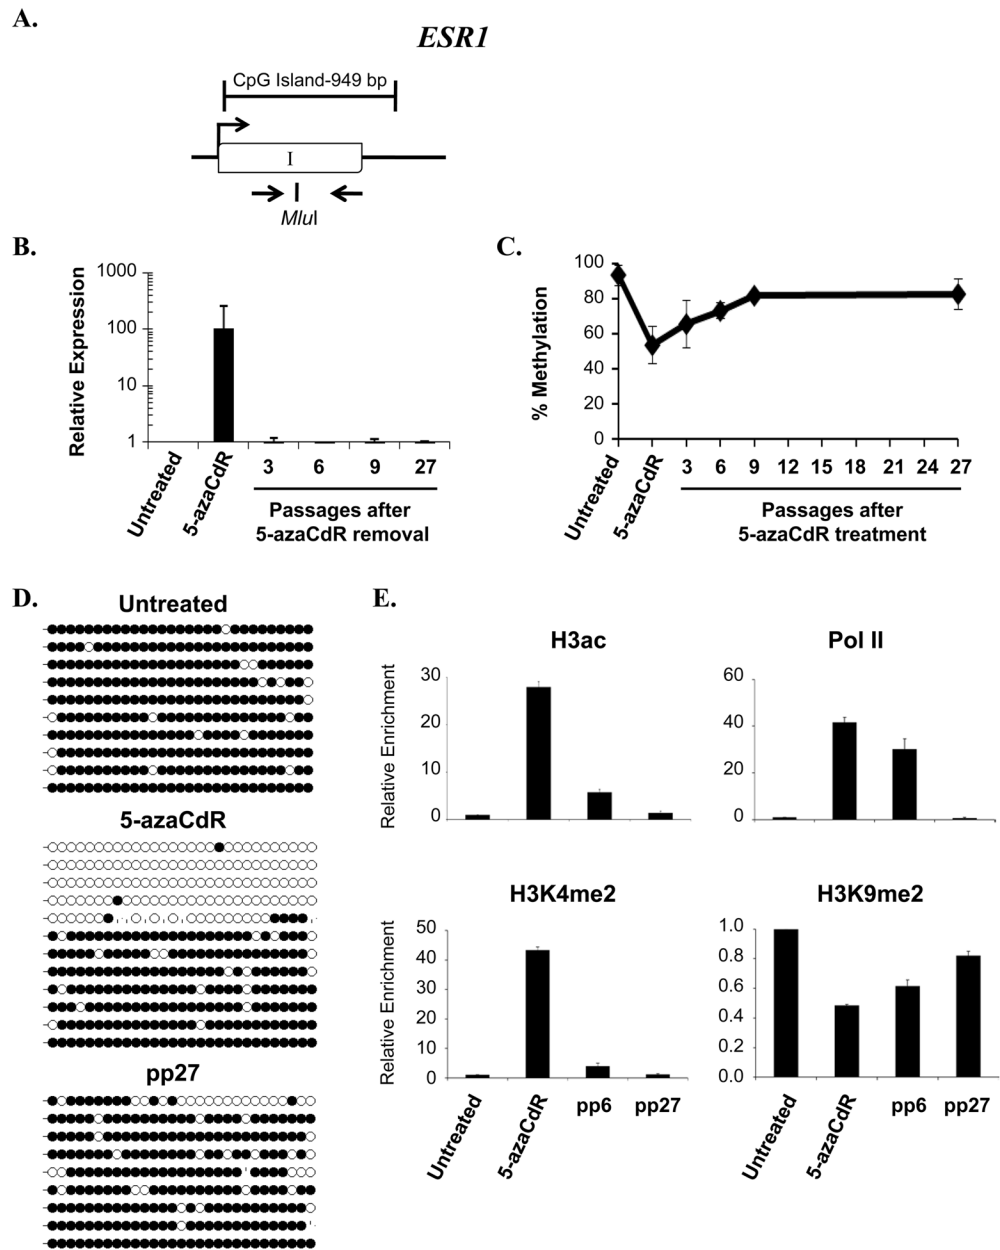 A.
ESR1
CpG Island-949 bp
I
MluI
B.
Relative Expression
1000
100
10
1
Untreated
5-azaCdR
3 6 9 27
Passages after
5-azaCdR removal
C.
% Methylation
100
80
60
40
20
0
Untreated
5-azaCdR
3 6 9 12 15 18 21 24 27
Passages after
5-azaCdR treatment
D.
Untreated
5-azaCdR
pp27
E.
H3ac
Relative Enrichment
30
20
10
0
Pol II
60
40
20
0
H3K4me2
Relative Enrichment
50
40
30
20
10
0
Untreated
5-azaCdR
pp6
pp27
H3K9me2
1.0
0.8
0.6
0.4
0.2
0.0
Untreated
5-azaCdR
pp6
pp27